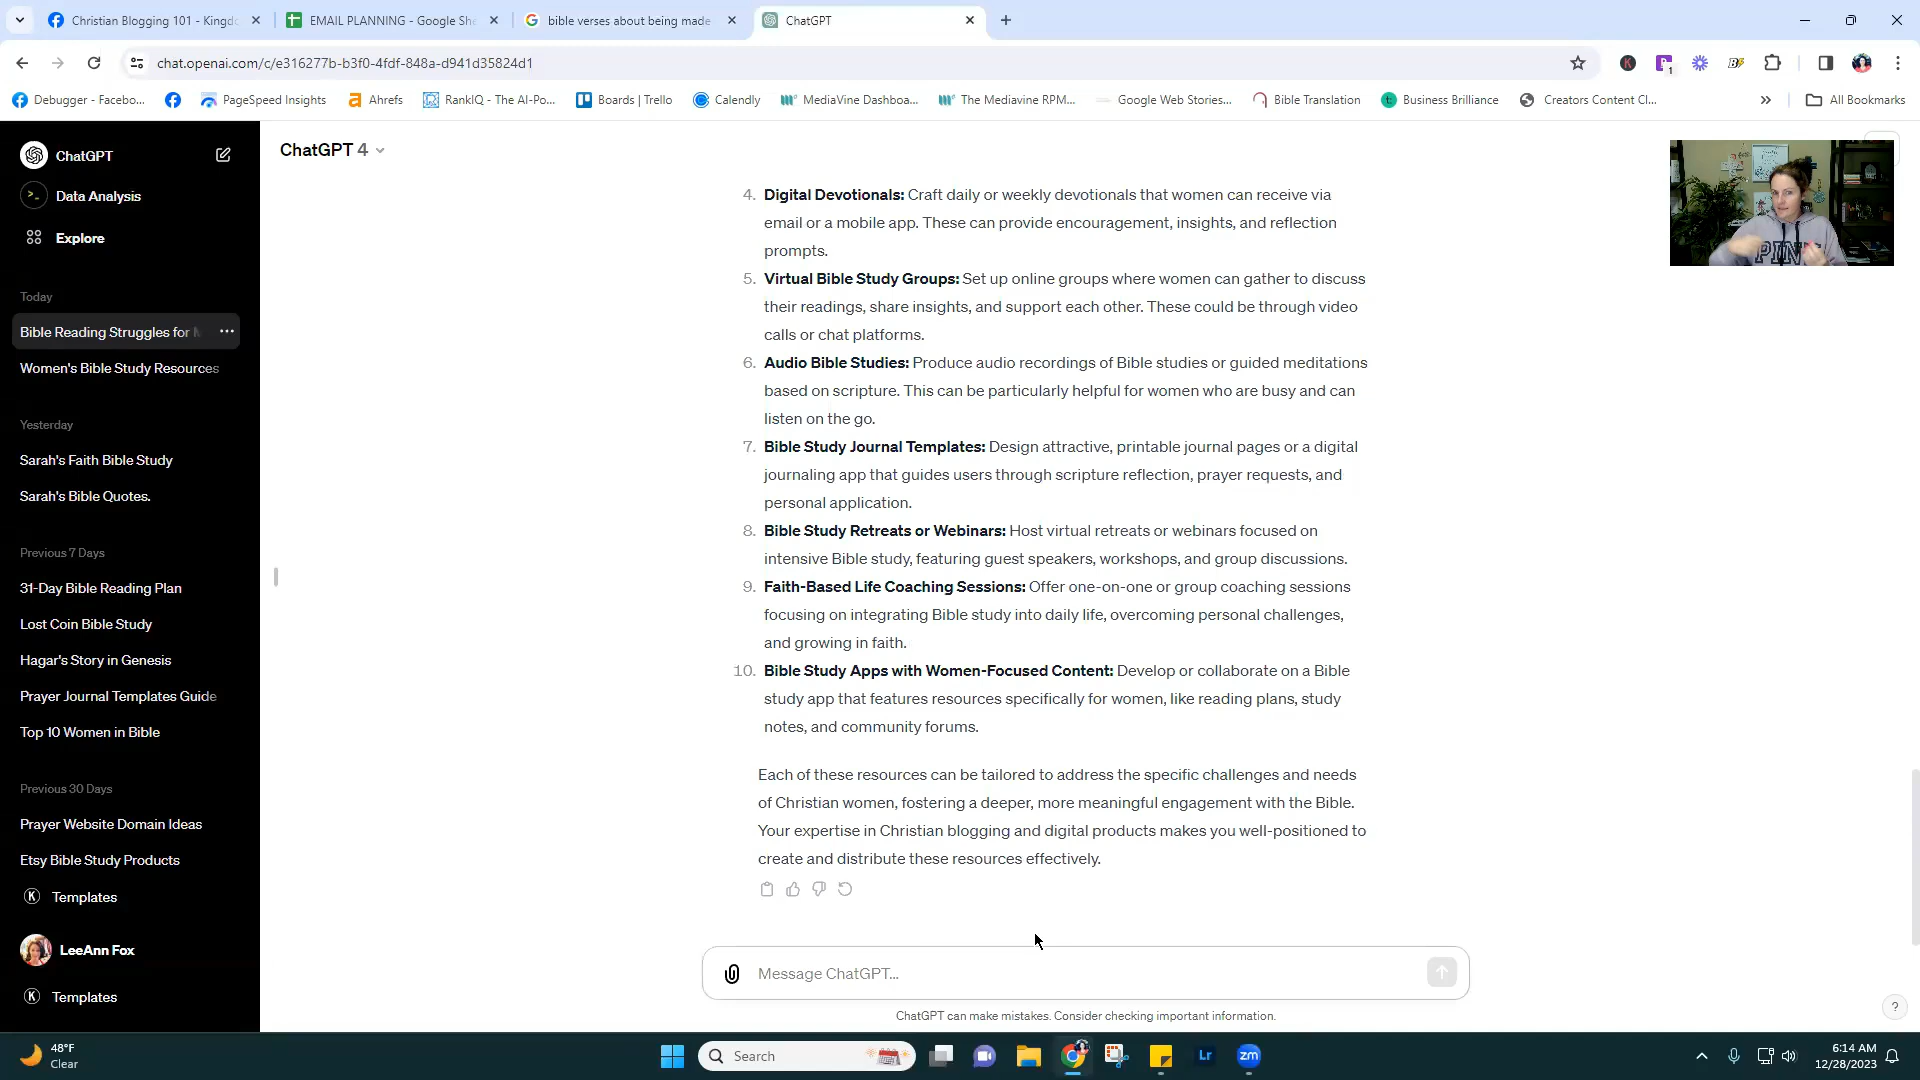 Christian Blogging 101 - Kingdo
EMAIL PLANNING - Google She
bible verses about being made
ChatGPT
chat.openai.com/c/e316277b-b3f0-4fdf-848a-d941d35824d1
Debugger - Facebo...
PageSpeed Insights
Ahrefs
RankIQ - The AI-Po...
Boards | Trello
Calendly
MediaVine Dashboa...
The Mediavine RPM...
Google Web Stories...
Bible Translation
Business Brilliance
Creators Content Cl...
All Bookmarks
ChatGPT
Data Analysis
Explore
Today
Bible Reading Struggles for
Women's Bible Study Resources
Yesterday
Sarah's Faith Bible Study
Sarah's Bible Quotes.
Previous 7 Days
31-Day Bible Reading Plan
Lost Coin Bible Study
Hagar's Story in Genesis
Prayer Journal Templates Guide
Top 10 Women in Bible
Previous 30 Days
Prayer Website Domain Ideas
Etsy Bible Study Products
Templates
LeeAnn Fox
Templates
ChatGPT 4
4. Digital Devotionals: Craft daily or weekly devotionals that women can receive via
email or a mobile app. These can provide encouragement, insights, and reflection
prompts.
5. Virtual Bible Study Groups: Set up online groups where women can gather to discuss
their readings, share insights, and support each other. These could be through video
calls or chat platforms.
6. Audio Bible Studies: Produce audio recordings of Bible studies or guided meditations
based on scripture. This can be particularly helpful for women who are busy and can
listen on the go.
7. Bible Study Journal Templates: Design attractive, printable journal pages or a digital
journaling app that guides users through scripture reflection, prayer requests, and
personal application.
8. Bible Study Retreats or Webinars: Host virtual retreats or webinars focused on
intensive Bible study, featuring guest speakers, workshops, and group discussions.
9. Faith-Based Life Coaching Sessions: Offer one-on-one or group coaching sessions
focusing on integrating Bible study into daily life, overcoming personal challenges,
and growing in faith.
10. Bible Study Apps with Women-Focused Content: Develop or collaborate on a Bible
study app that features resources specifically for women, like reading plans, study
notes, and community forums.
Each of these resources can be tailored to address the specific challenges and needs
of Christian women, fostering a deeper, more meaningful engagement with the Bible.
Your expertise in Christian blogging and digital products makes you well-positioned to
create and distribute these resources effectively.
Message ChatGPT...
ChatGPT can make mistakes. Consider checking important information.
?
PINK
48°F
Clear
Search
Lr
zm
6:14 AM
12/28/2023